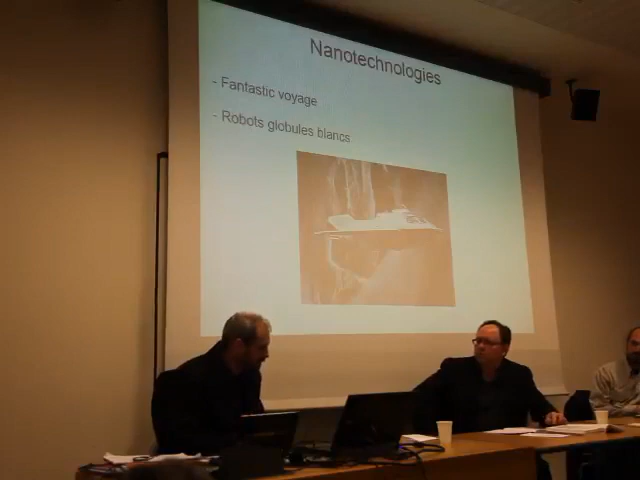 Nanotechnologies
- Fantastic voyage
- Robots globules blancs